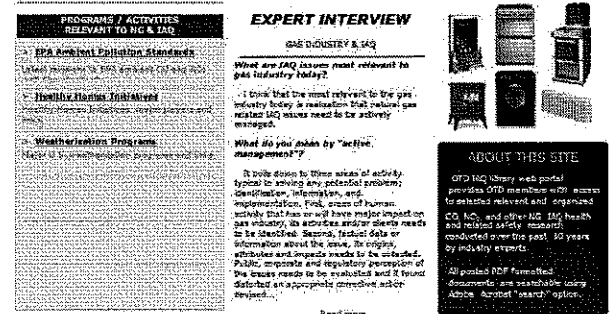 PROGRAMS / ACTIVITIES
RELEVANT TO NG & IAQ
EPA Ambient Pollution Standards
Healthy Homes Initiatives
Weatherization Programs
EXPERT INTERVIEW
GAS INDUSTRY & IAQ
What are IAQ issues most relevant to
gas industry today?
I think that the most relevant to the gas
industry today is realization that natural gas
related IAQ issues need to be actively
managed.
What do you mean by "active
management"?
It boils down to three areas of activity
typical to solving any potential problem;
identification, information, and
implementation. First, areas of human
activity that has or will have major impact on
gas industry, its activities and/or clients needs
to be identified. Second, factual data or
information about the issue, its origins,
attributes and impacts needs to be collected.
Public, corporate and regulatory perception of
the issues needs to be evaluated and if found
distorted an appropriate corrective action
devised...
Read more
ABOUT THIS SITE
OTD IAQ library web portal
provides OTD members with access
to selected relevant and organized
CO, NO2, and other NG IAQ health
and related safety research
conducted over the past 30 years
by industry experts.
All posted PDF formatted
documents are searchable using
Adobe Acrobat "search" option.